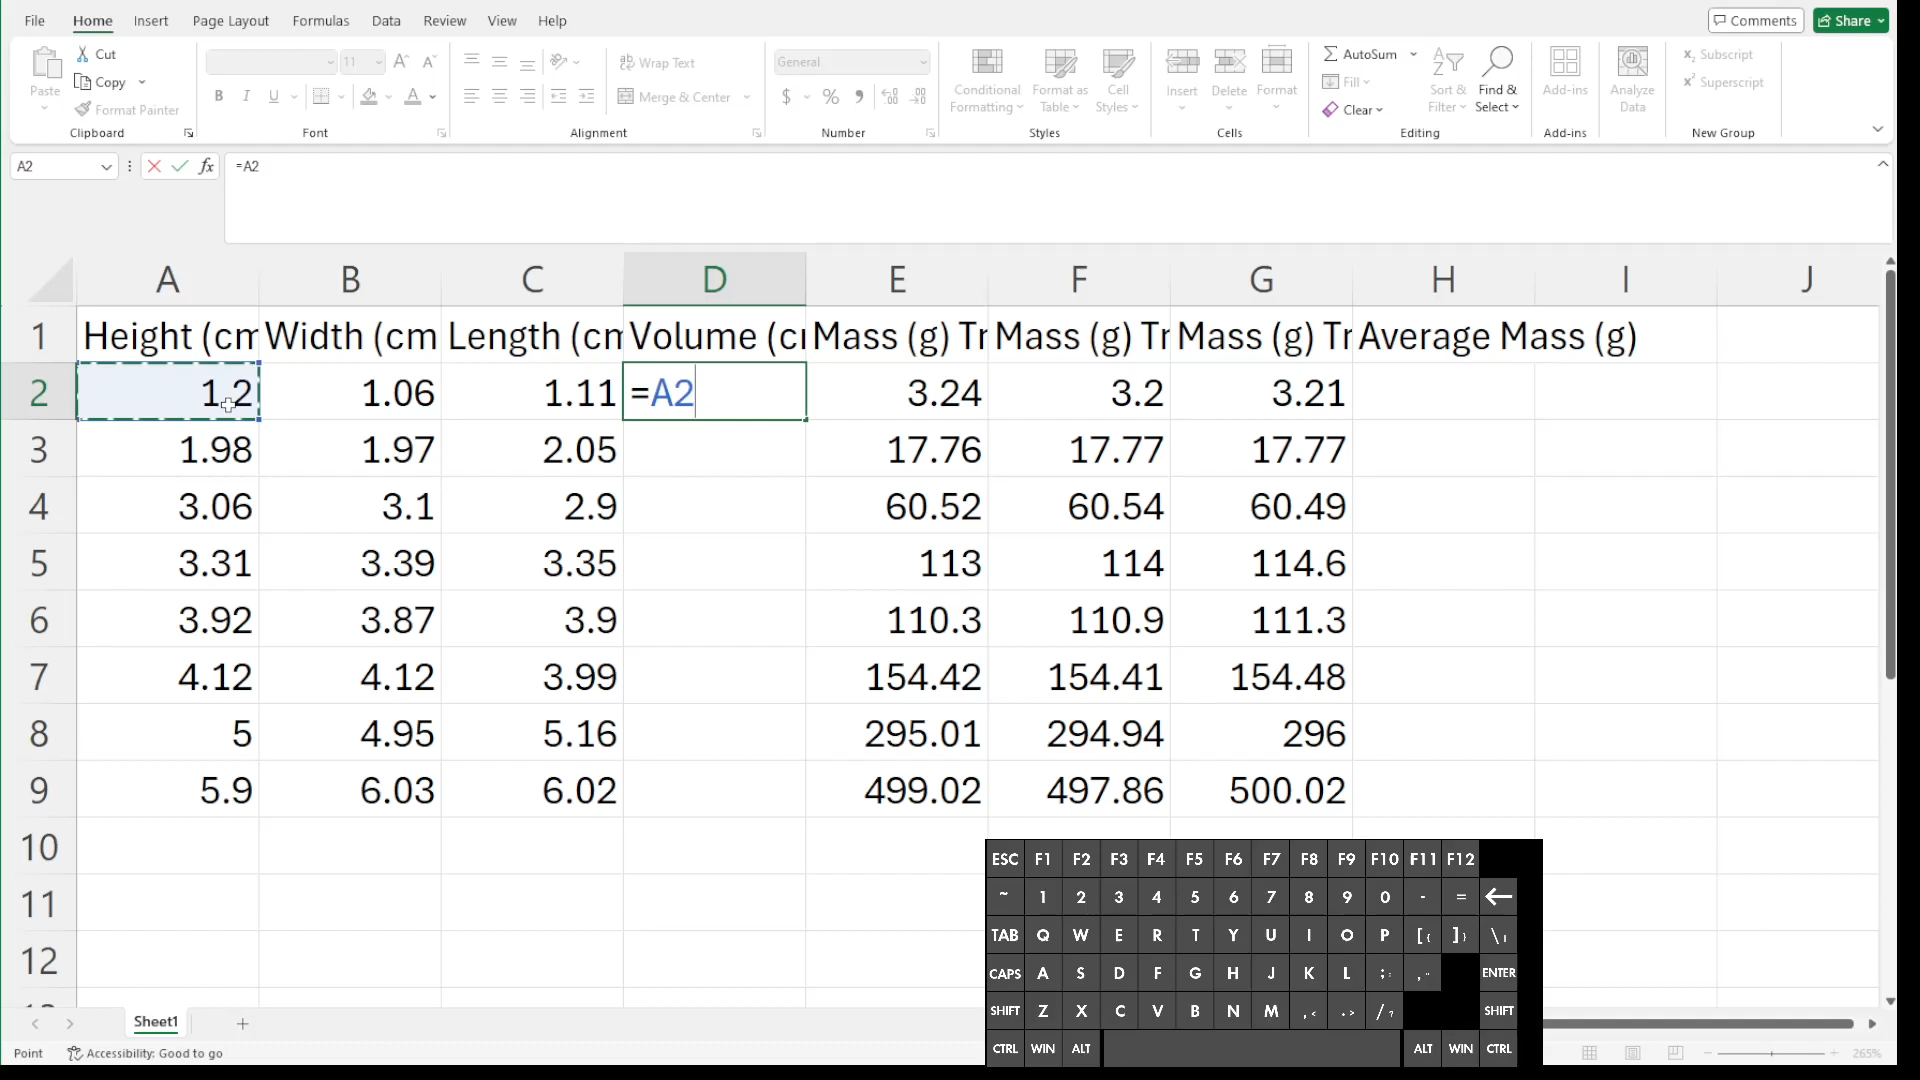 File Home Insert Page Layout Formulas Data Review View Help Comments Share
Cut
Copy
Format Painter
Paste
Clipboard
11
B I U A
Font
Wrap Text
Merge & Center
Alignment
General
$ % 9
Number
Conditional Formatting
Format as Table
Cell Styles
Styles
Insert
Delete
Format
Cells
AutoSum
Fill
Clear
Sort & Filter
Find & Select
Editing
Add-ins
Add-ins
Analyze Data
Subscript
Superscript
New Group
A2 fx =A2
A B C D E F G H I J
1 Height (cm Width (cm Length (cm Volume (cr Mass (g) Tr Mass (g) Tr Mass (g) Tr Average Mass (g)
2 1.2 1.06 1.11 =A2 3.24 3.2 3.21
3 1.98 1.97 2.05 17.76 17.77 17.77
4 3.06 3.1 2.9 60.52 60.54 60.49
5 3.31 3.39 3.35 113 114 114.6
6 3.92 3.87 3.9 110.3 110.9 111.3
7 4.12 4.12 3.99 154.42 154.41 154.48
8 5 4.95 5.16 295.01 294.94 296
9 5.9 6.03 6.02 499.02 497.86 500.02
10
11
12
ESC F1 F2 F3 F4 F5 F6 F7 F8 F9 F10 F11 F12
~ 1 2 3 4 5 6 7 8 9 0 - = ←
TAB Q W E R T Y U I O P [{ ]} \
CAPS A S D F G H J K L ;: ENTER
SHIFT Z X C V B N M ,< .> /? SHIFT
CTRL WIN ALT ALT WIN CTRL
Sheet1
Point Accessibility: Good to go 265%